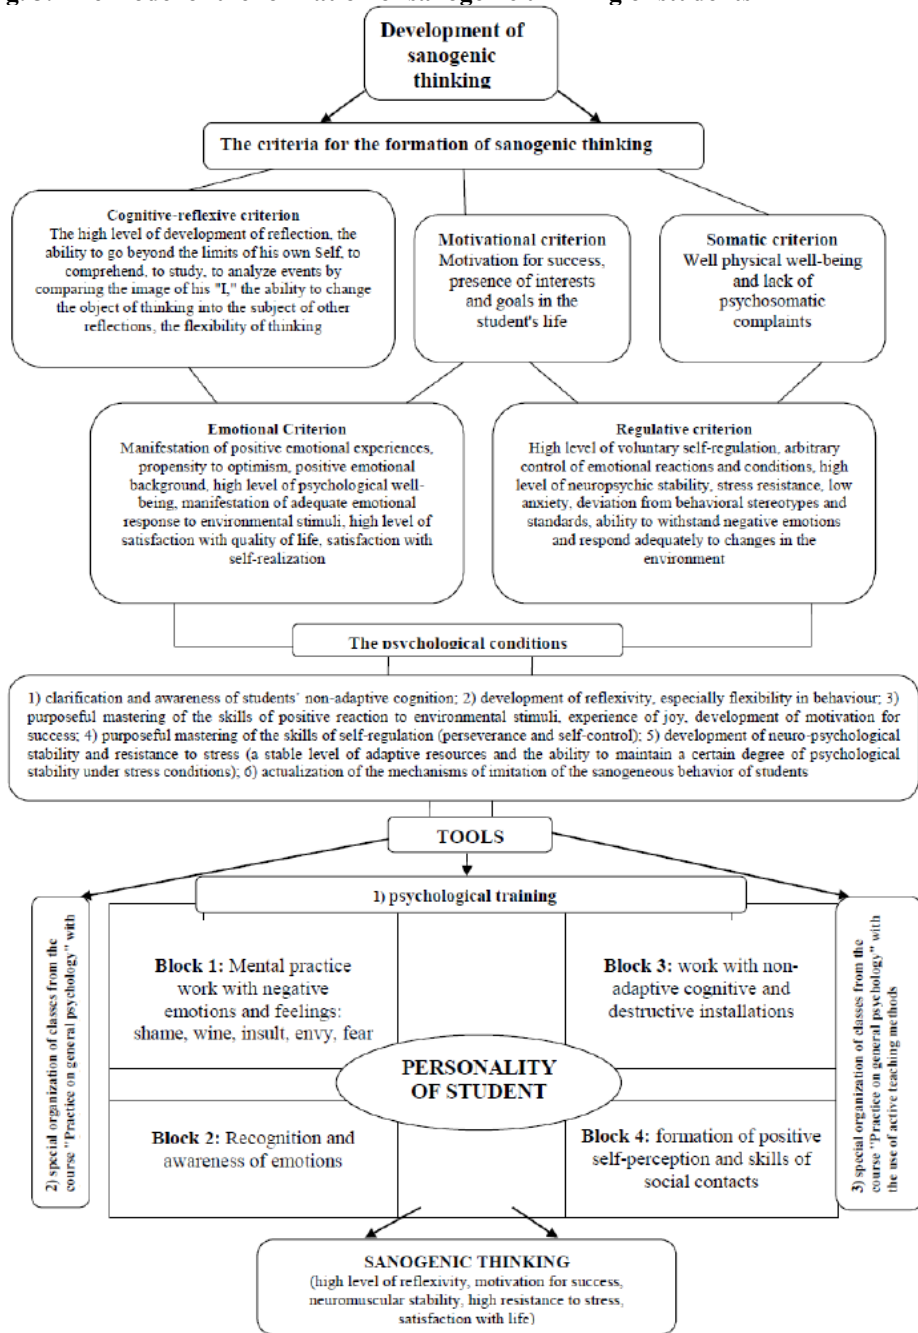 Development of
sanogenic
thinking
The criteria for the formation of sanogenic thinking
Cognitive-reflexive criterion
The high level of development of reflection, the
ability to go beyond the limits of his own Self, to
comprehend, to study, to analyze events by
comparing the image of his "I," the ability to change
the object of thinking into the subject of other
reflections, the flexibility of thinking
Motivational criterion
Motivation for success,
presence of interests
and goals in the
student's life
Somatic criterion
Well physical well-being
and lack of
psychosomatic
complaints
Emotional Criterion
Manifestation of positive emotional experiences,
propensity to optimism, positive emotional
background, high level of psychological well-
being, manifestation of adequate emotional
response to environmental stimuli, high level of
satisfaction with quality of life, satisfaction with
self-realization
Regulative criterion
High level of voluntary self-regulation, arbitrary
control of emotional reactions and conditions, high
level of neuropsychic stability, stress resistance, low
anxiety, deviation from behavioral stereotypes and
standards, ability to withstand negative emotions
and respond adequately to changes in the
environment
The psychological conditions
1) clarification and awareness of students' non-adaptive cognition; 2) development of reflexivity, especially flexibility in behaviour; 3)
purposeful mastering of the skills of positive reaction to environmental stimuli, experience of joy, development of motivation for
success; 4) purposeful mastering of the skills of self-regulation (perseverance and self-control); 5) development of neuro-psychological
stability and resistance to stress (a stable level of adaptive resources and the ability to maintain a certain degree of psychological
stability under stress conditions); 6) actualization of the mechanisms of imitation of the sanogeneous behavior of students
TOOLS
1) psychological training
2) special organization of classes from the
course "Practice on general psychology" with
Block 1: Mental practice
work with negative
emotions and feelings:
shame, wine, insult, envy, fear
Block 3: work with non-
adaptive cognitive and
destructive installations
PERSONALITY
OF STUDENT
Block 2: Recognition and
awareness of emotions
Block 4: formation of positive
self-perception and skills of
social contacts
3) special organization of classes from the
course "Practice on general psychology" with
the use of active teaching methods
SANOGENIC THINKING
(high level of reflexivity, motivation for success,
neuromuscular stability, high resistance to stress,
satisfaction with life)